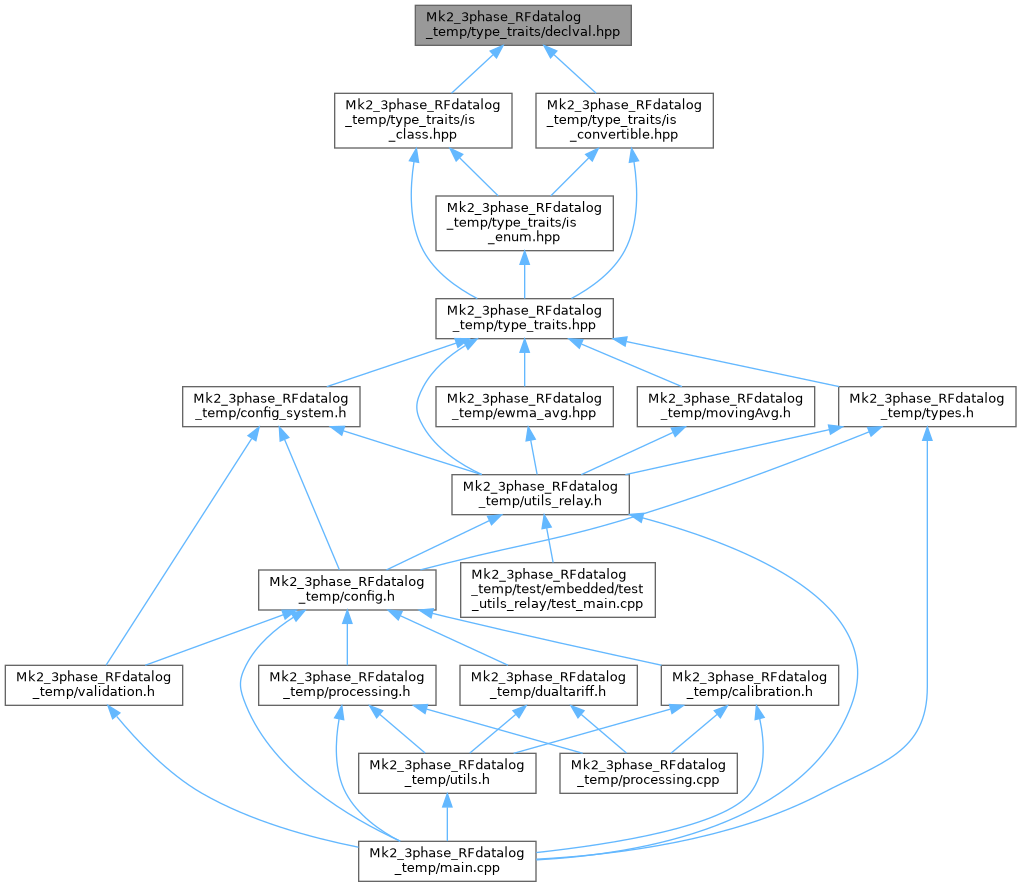 Mk2_3phase_RFdatalog
_temp/type_traits/declval.hpp
Mk2_3phase_RFdatalog
_temp/type_traits/is
_class.hpp
Mk2_3phase_RFdatalog
_temp/type_traits/is
_convertible.hpp
Mk2_3phase_RFdatalog
_temp/type_traits/is
_enum.hpp
Mk2_3phase_RFdatalog
_temp/type_traits.hpp
Mk2_3phase_RFdatalog
_temp/config_system.h
Mk2_3phase_RFdatalog
_temp/ewma_avg.hpp
Mk2_3phase_RFdatalog
_temp/movingAvg.h
Mk2_3phase_RFdatalog
_temp/types.h
Mk2_3phase_RFdatalog
_temp/utils_relay.h
Mk2_3phase_RFdatalog
_temp/config.h
Mk2_3phase_RFdatalog
_temp/test/embedded/test
_utils_relay/test_main.cpp
Mk2_3phase_RFdatalog
_temp/validation.h
Mk2_3phase_RFdatalog
_temp/processing.h
Mk2_3phase_RFdatalog
_temp/dualtariff.h
Mk2_3phase_RFdatalog
_temp/calibration.h
Mk2_3phase_RFdatalog
_temp/utils.h
Mk2_3phase_RFdatalog
_temp/processing.cpp
Mk2_3phase_RFdatalog
_temp/main.cpp